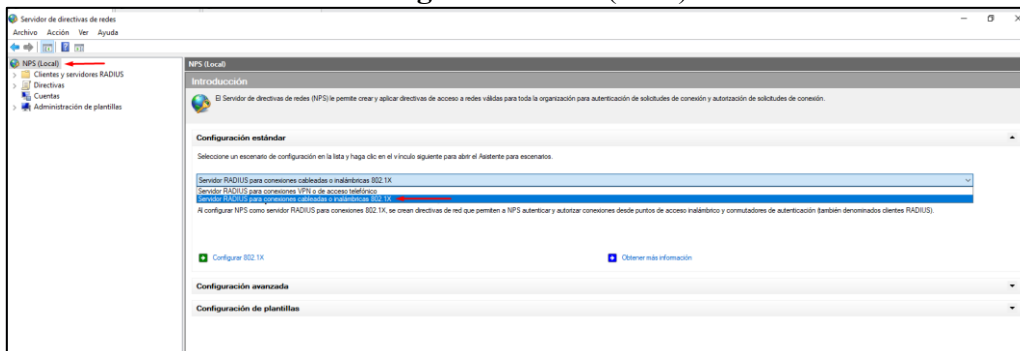 Servidor de directivas de redes
Archivo Acción Ver Ayuda
NPS (Local)
Clientes y servidores RADIUS
Directivas
Cuentas
Administración de plantillas
NPS (Local)
Introducción
El Servidor de directivas de redes (NPS) le permite crear y aplicar directivas de acceso a redes válidas para toda la organización para autenticación de solicitudes de conexión y autorización de solicitudes de conexión.
Configuración estándar
Seleccione un escenario de configuración en la lista y haga clic en el vínculo siguiente para abrir el Asistente para escenarios.
Servidor RADIUS para conexiones cableadas o inalámbricas 802.1X
Servidor RADIUS para conexiones VPN o de acceso telefónico
Servidor RADIUS para conexiones cableadas o inalámbricas 802.1X
Al configurar NPS como servidor RADIUS para conexiones 802.1X, se crean directivas de red que permiten a NPS autenticar y autorizar conexiones desde puntos de acceso inalámbrico y conmutadores de autenticación (también denominados clientes RADIUS).
Configurar 802.1X
Obtener más información
Configuración avanzada
Configuración de plantillas